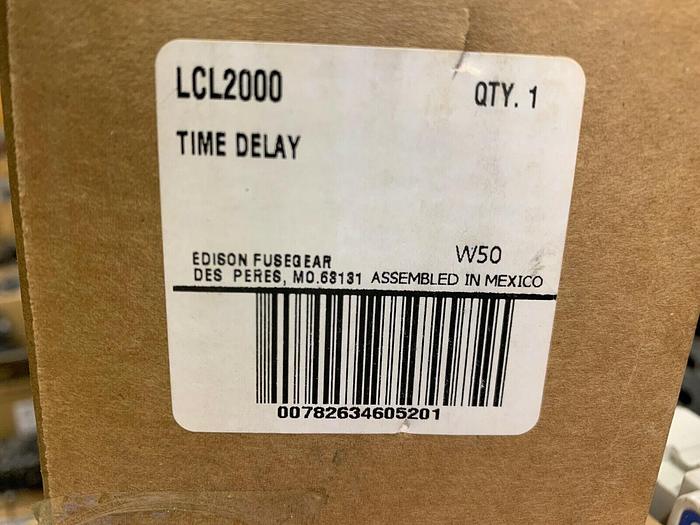 LCL2000 QTY. 1
TIME DELAY
EDISON FUSEGEAR W50
DES PERES, MO.63131 ASSEMBLED IN MEXICO
00782634605201